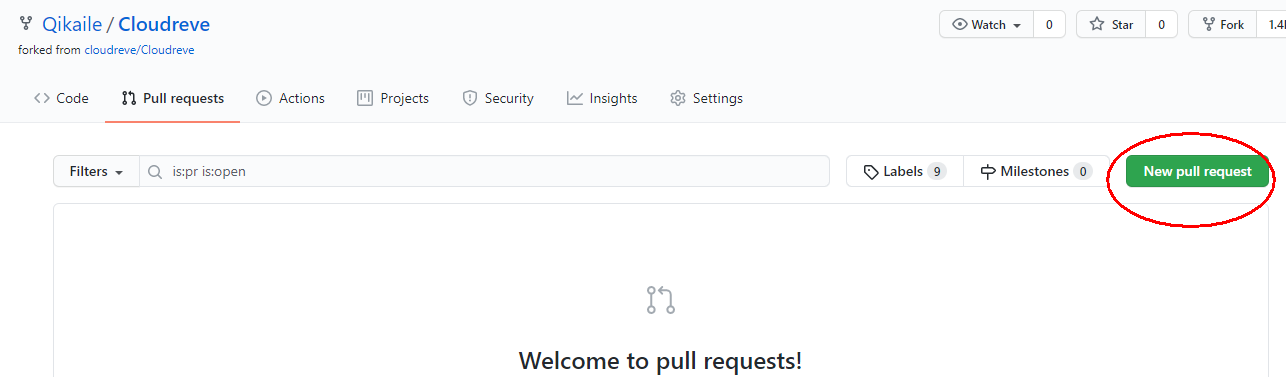 Qikaile / Cloudreve
Watch 0 Star 0 Fork 1.4
forked from cloudreve/Cloudreve
Code Pull requests Actions Projects Security Insights Settings
Filters is:pr is:open Labels 9 Milestones 0 New pull request
Welcome to pull requests!